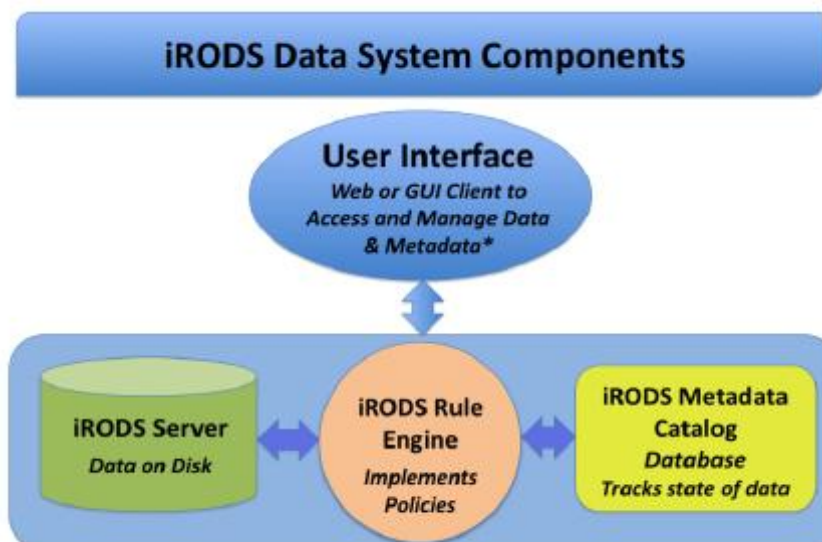 iRODS Data System Components
User Interface
Web or GUI Client to
Access and Manage Data
& Metadata*
iRODS Server
Data on Disk
iRODS Rule
Engine
Implements
Policies
iRODS Metadata
Catalog
Database
Tracks state of data